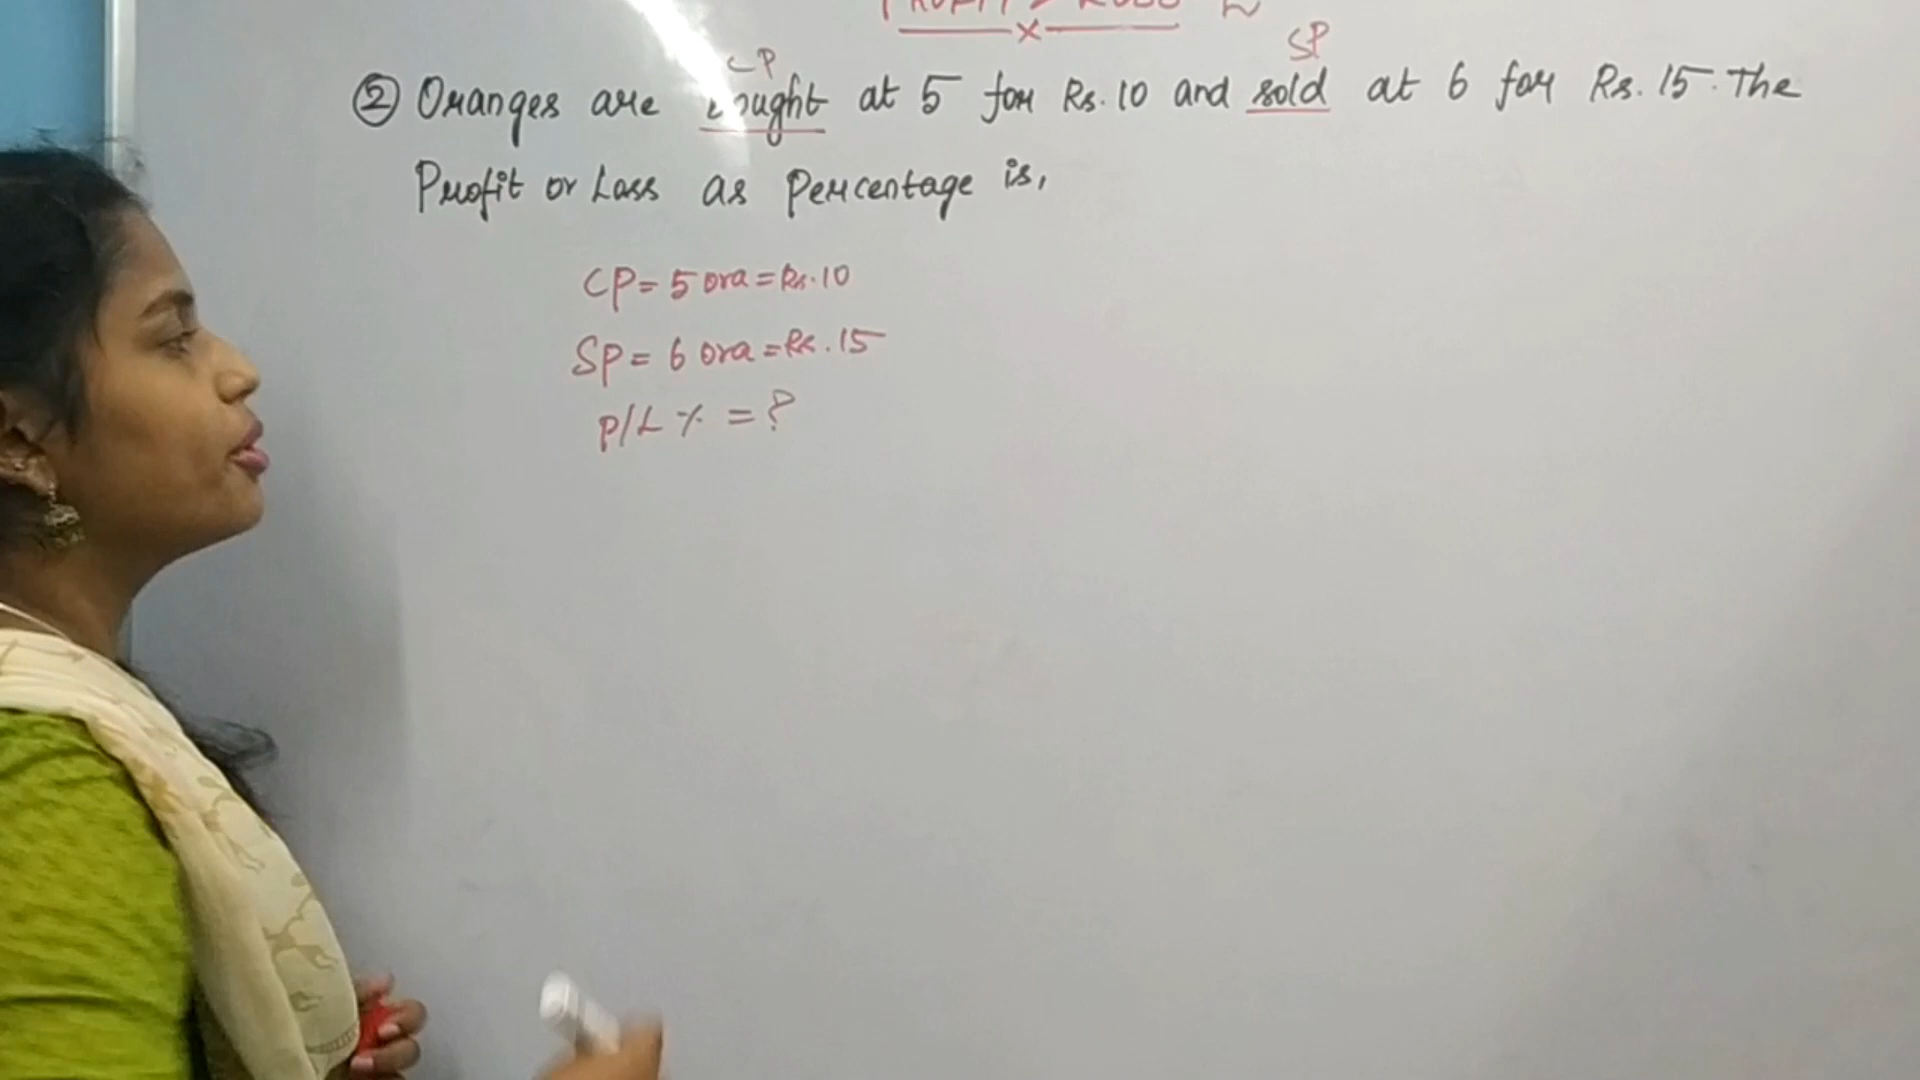 CP
SP
② Oranges are bought at 5 for Rs. 10 and sold at 6 for Rs. 15. The
Profit or Loss as Percentage is,
CP = 5 ora = Rs. 10
SP = 6 ora = Rs. 15
P/L % = ?